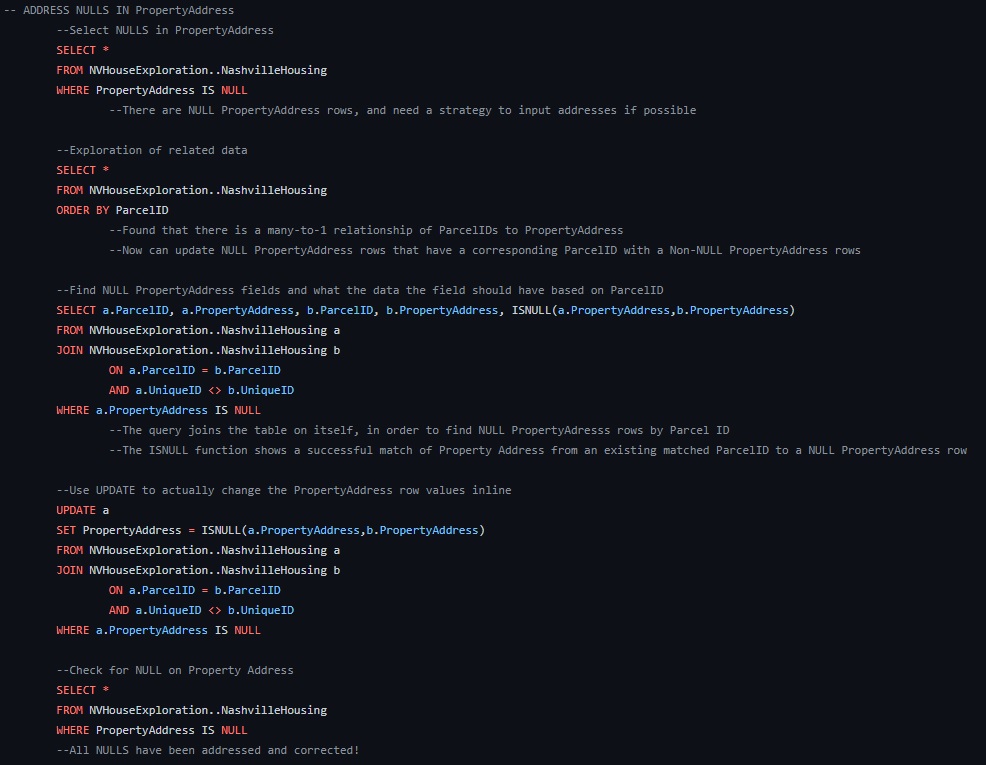 -- ADDRESS NULLS IN PropertyAddress
--Select NULLS in PropertyAddress
SELECT *
FROM NVHouseExploration..NashvilleHousing
WHERE PropertyAddress IS NULL
--There are NULL PropertyAddress rows, and need a strategy to input addresses if possible
--Exploration of related data
SELECT *
FROM NVHouseExploration..NashvilleHousing
ORDER BY ParcelID
--Found that there is a many-to-1 relationship of ParcelIDs to PropertyAddress
--Now can update NULL PropertyAddress rows that have a corresponding ParcelID with a Non-NULL PropertyAddress rows
--Find NULL PropertyAddress fields and what the data the field should have based on ParcelID
SELECT a.ParcelID, a.PropertyAddress, b.ParcelID, b.PropertyAddress, ISNULL(a.PropertyAddress,b.PropertyAddress)
FROM NVHouseExploration..NashvilleHousing a
JOIN NVHouseExploration..NashvilleHousing b
ON a.ParcelID = b.ParcelID
AND a.UniqueID <> b.UniqueID
WHERE a.PropertyAddress IS NULL
--The query joins the table on itself, in order to find NULL PropertyAdresss rows by Parcel ID
--The ISNULL function shows a successful match of Property Address from an existing matched ParcelID to a NULL PropertyAddress row
--Use UPDATE to actually change the PropertyAddress row values inline
UPDATE a
SET PropertyAddress = ISNULL(a.PropertyAddress,b.PropertyAddress)
FROM NVHouseExploration..NashvilleHousing a
JOIN NVHouseExploration..NashvilleHousing b
ON a.ParcelID = b.ParcelID
AND a.UniqueID <> b.UniqueID
WHERE a.PropertyAddress IS NULL
--Check for NULL on Property Address
SELECT *
FROM NVHouseExploration..NashvilleHousing
WHERE PropertyAddress IS NULL
--All NULLS have been addressed and corrected!